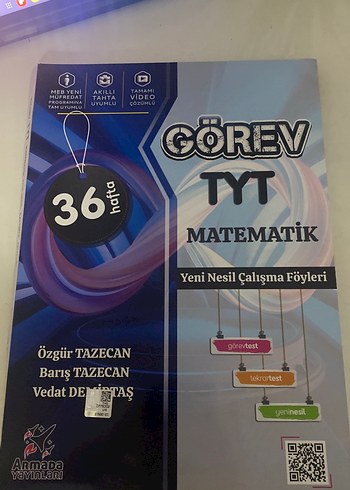 MEB YENİ
MÜFREDAT
PROGRAMINA
TAM UYUMLU
AKILLI
TAHTA
UYUMLU
TAMAMI
VİDEO
ÇÖZÜMLÜ
GÖREV
TYT
MATEMATİK
36
hafta
Yeni Nesil Çalışma Föyleri
görevtest
tekrartest
yeninesil
Özgür TAZECAN
Barış TAZECAN
Vedat DEMİRTAŞ
ARMADA
YAYINLARI